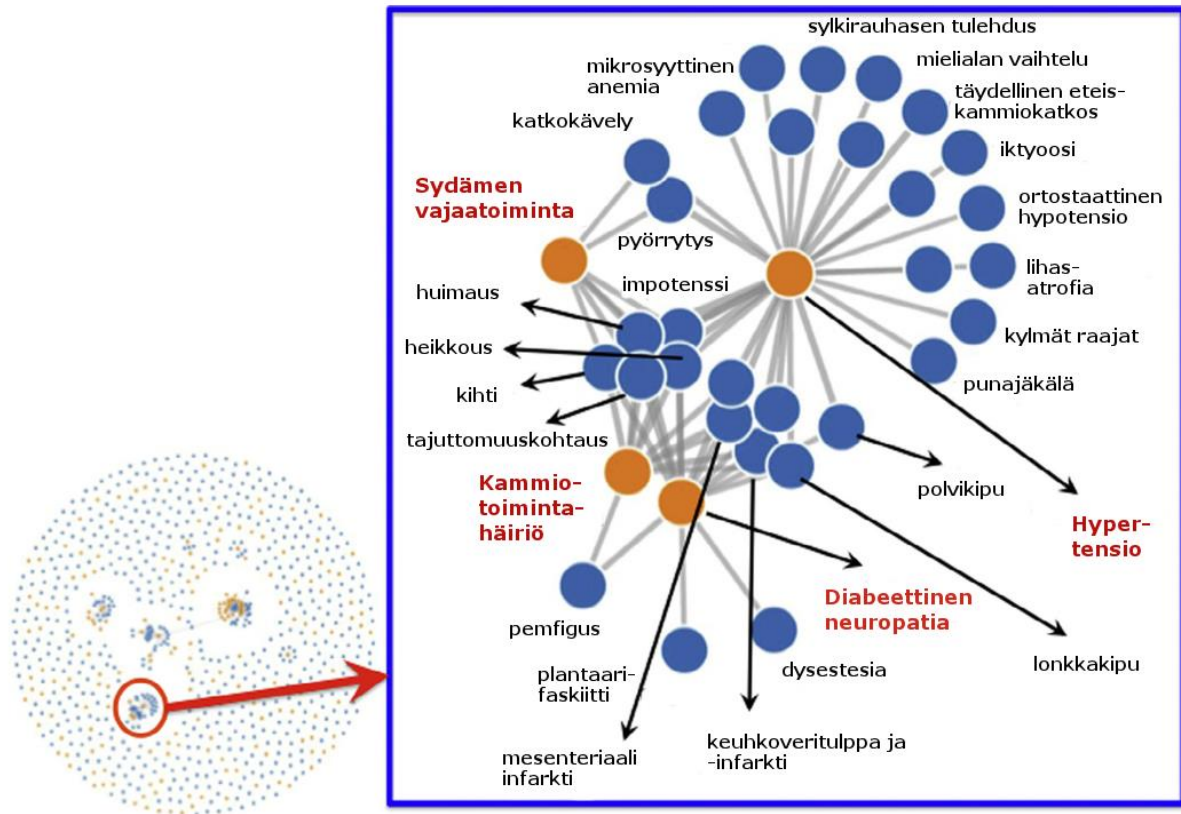 sylkirauhasen tulehdus
mielialan vaihtelu
mikrosyyttinen
anemia
täydellinen eteis-
kammiokatkos
katkokävely
iktyoosi
Sydämen
vajaatoiminta
ortostaattinen
hypotensio
pyörrytys
impotenssi
lihas-
atrofia
huimaus
kylmät raajat
heikkous
punajäkälä
kihti
tajuttomuuskohtaus
Kammio-
toiminta-
häiriö
polvikipu
Hyper-
tensio
Diabeettinen
neuropatia
pemfigus
lonkkakipu
plantaari-
faskiitti
dysestesia
mesenteriaali
infarkti
keuhkoveritulppa ja
-infarkti